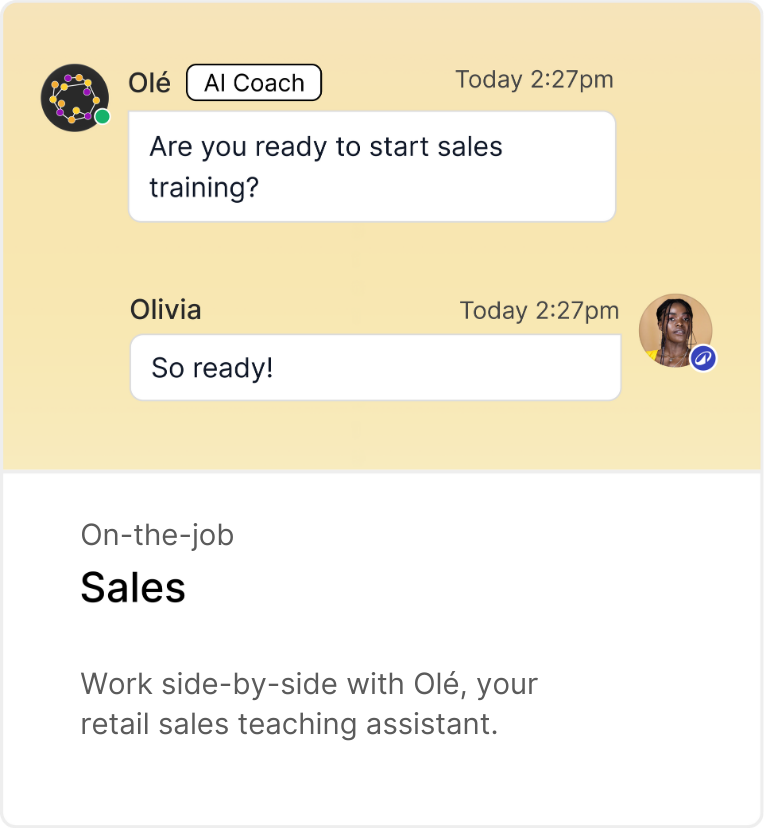 Olé AI Coach Today 2:27pm
Are you ready to start sales
training?
Olivia Today 2:27pm
So ready!
On-the-job
Sales
Work side-by-side with Olé, your
retail sales teaching assistant.